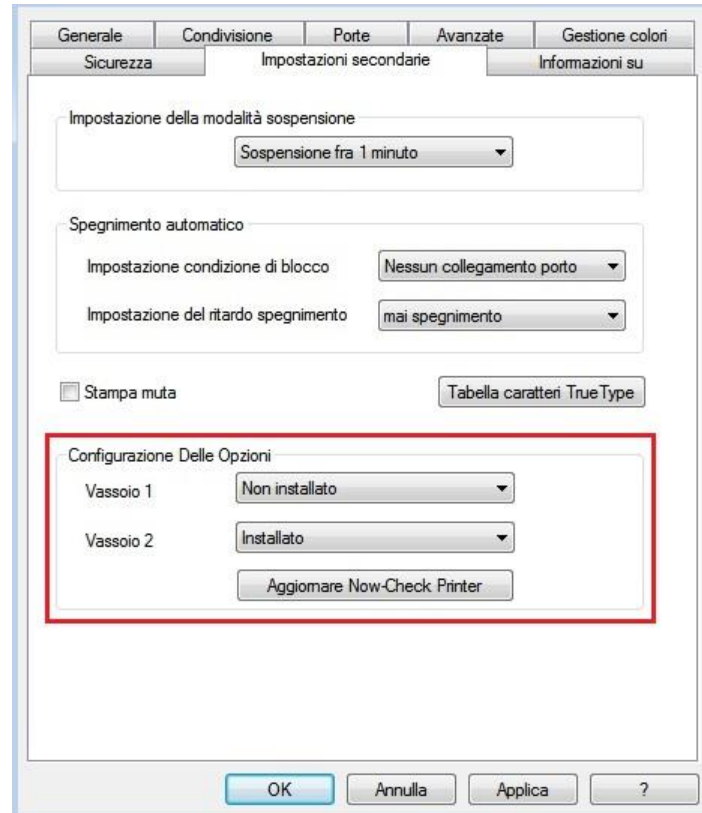 Generale Condivisione Porte Avanzate Gestione colori
Sicurezza Impostazioni secondarie Informazioni su
Impostazione della modalità sospensione
Sospensione fra 1 minuto
Spegnimento automatico
Impostazione condizione di blocco Nessun collegamento porto
Impostazione del ritardo spegnimento mai spegnimento
Stampa muta Tabella caratteri TrueType
Configurazione Delle Opzioni
Vassoio 1 Non installato
Vassoio 2 Installato
Aggiornare Now-Check Printer
OK Annulla Applica ?